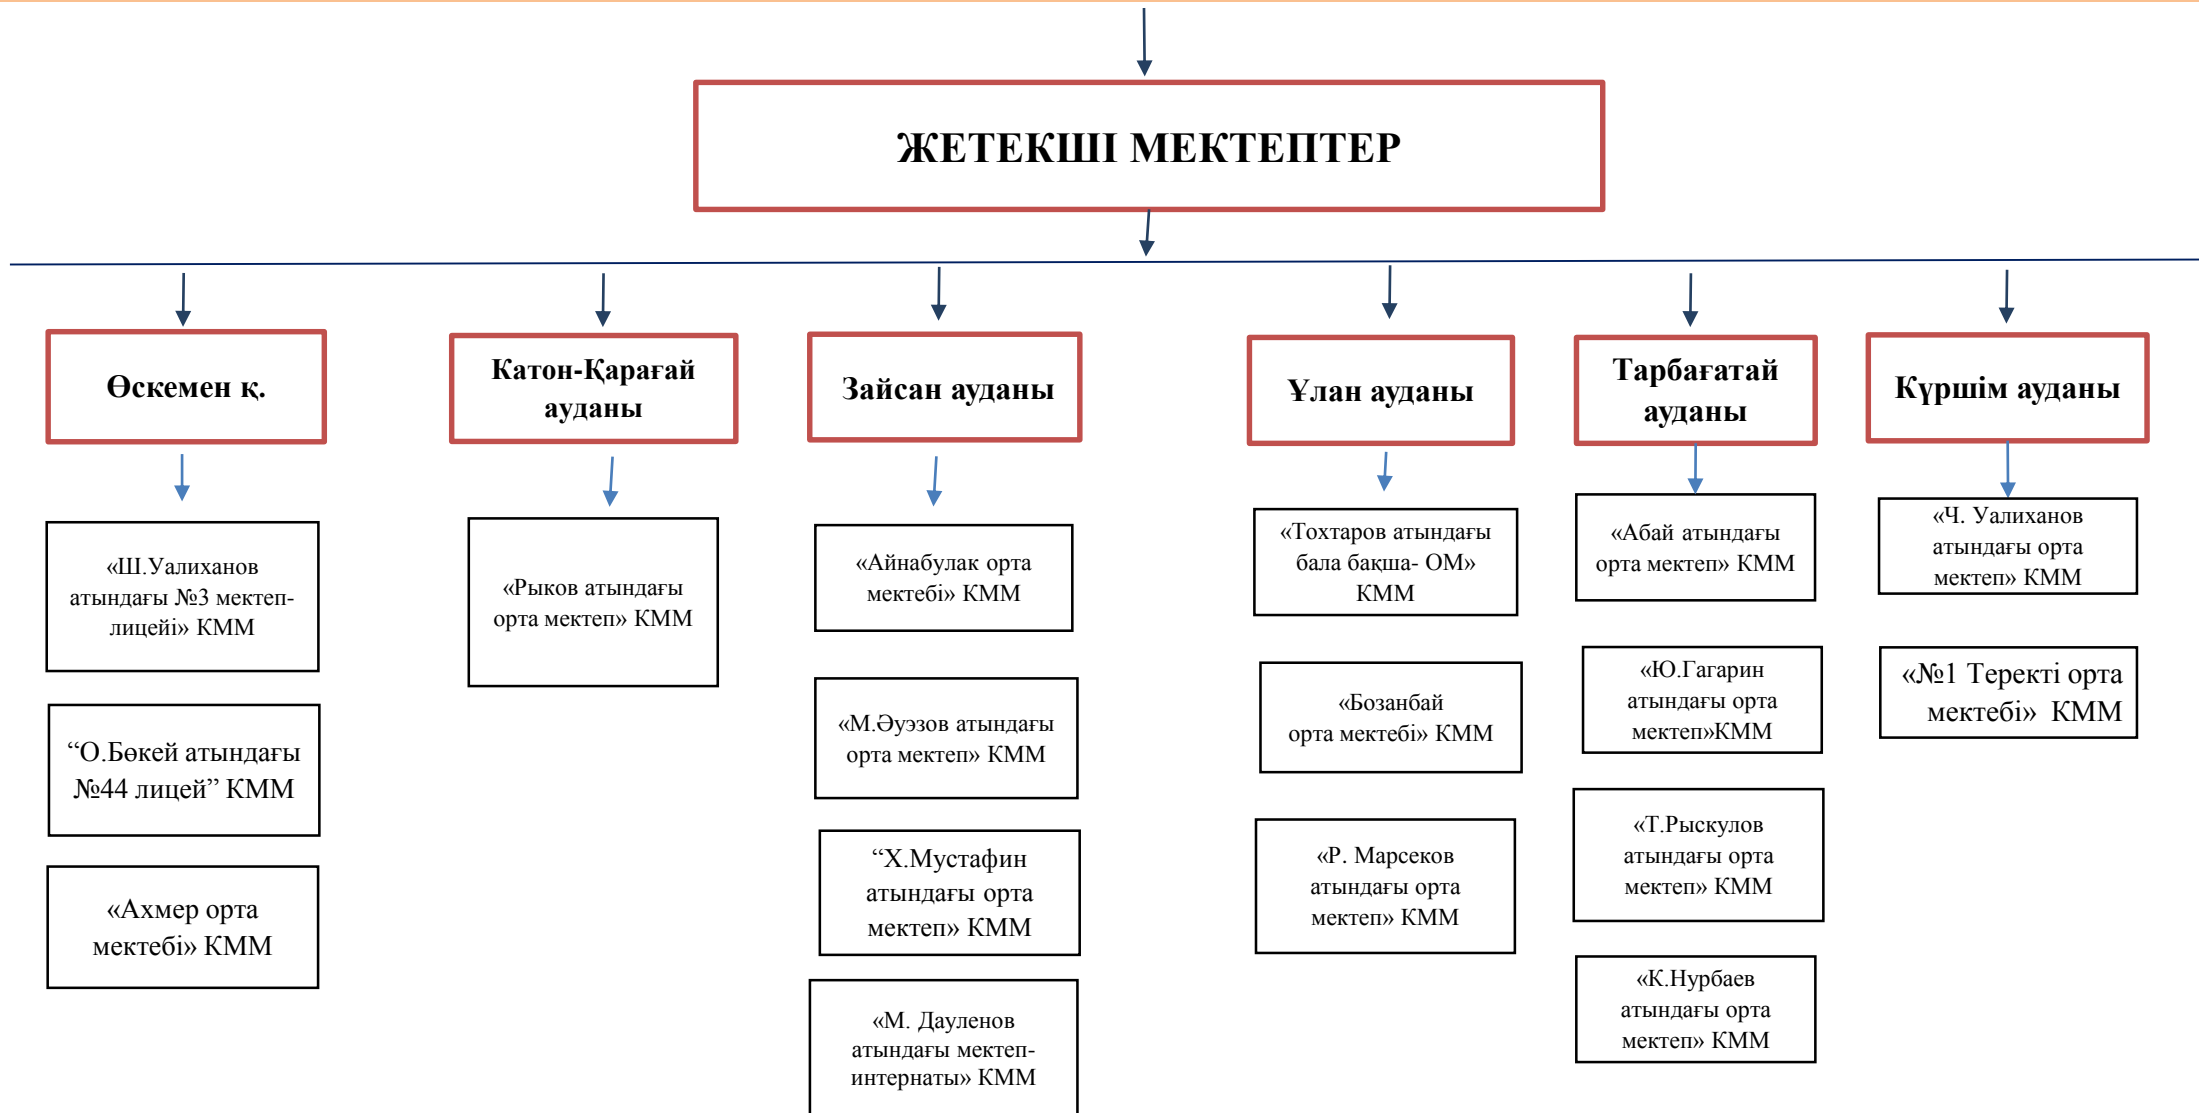 ЖЕТЕКШІ МЕКТЕПТЕР
Өскемен қ.
«Ш.Уалиханов
атындағы №3 мектеп-
лицейі» КММ
“О.Бөкей атындағы
№44 лицей” КММ
«Ахмер орта
мектебі» КММ
Катон-Қарағай
ауданы
«Рыков атындағы
орта мектеп» КММ
Зайсан ауданы
«Айнабулак орта
мектебі» КММ
«М.Әуэзов атындағы
орта мектеп» КММ
“Х.Мустафин
атындағы орта
мектеп» КММ
«М. Дауленов
атындағы мектеп-
интернаты» КММ
Ұлан ауданы
«Тохтаров атындағы
бала бақша- ОМ»
КММ
«Бозанбай
орта мектебі» КММ
«Р. Марсеков
атындағы орта
мектеп» КММ
Тарбағатай
ауданы
«Абай атындағы
орта мектеп» КММ
«Ю.Гагарин
атындағы орта
мектеп»КММ
«Т.Рыскулов
атындағы орта
мектеп» КММ
«К.Нурбаев
атындағы орта
мектеп» КММ
Күршім ауданы
«Ч. Уалиханов
атындағы орта
мектеп» КММ
«№1 Теректі орта
мектебі» КММ